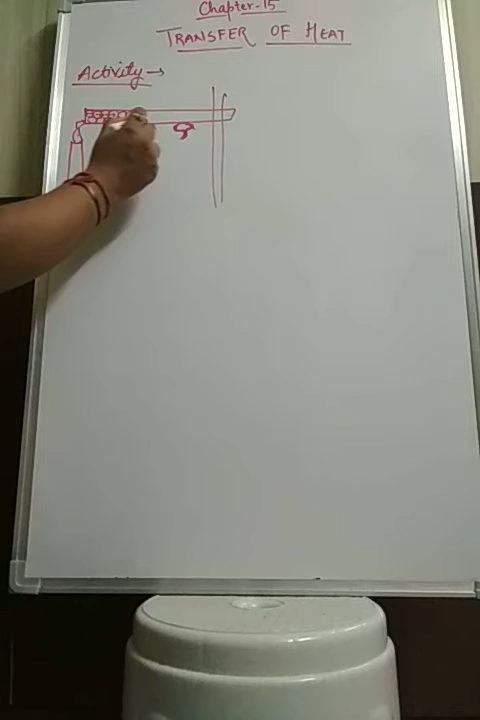 Chapter-15
TRANSFER OF HEAT
Activity →